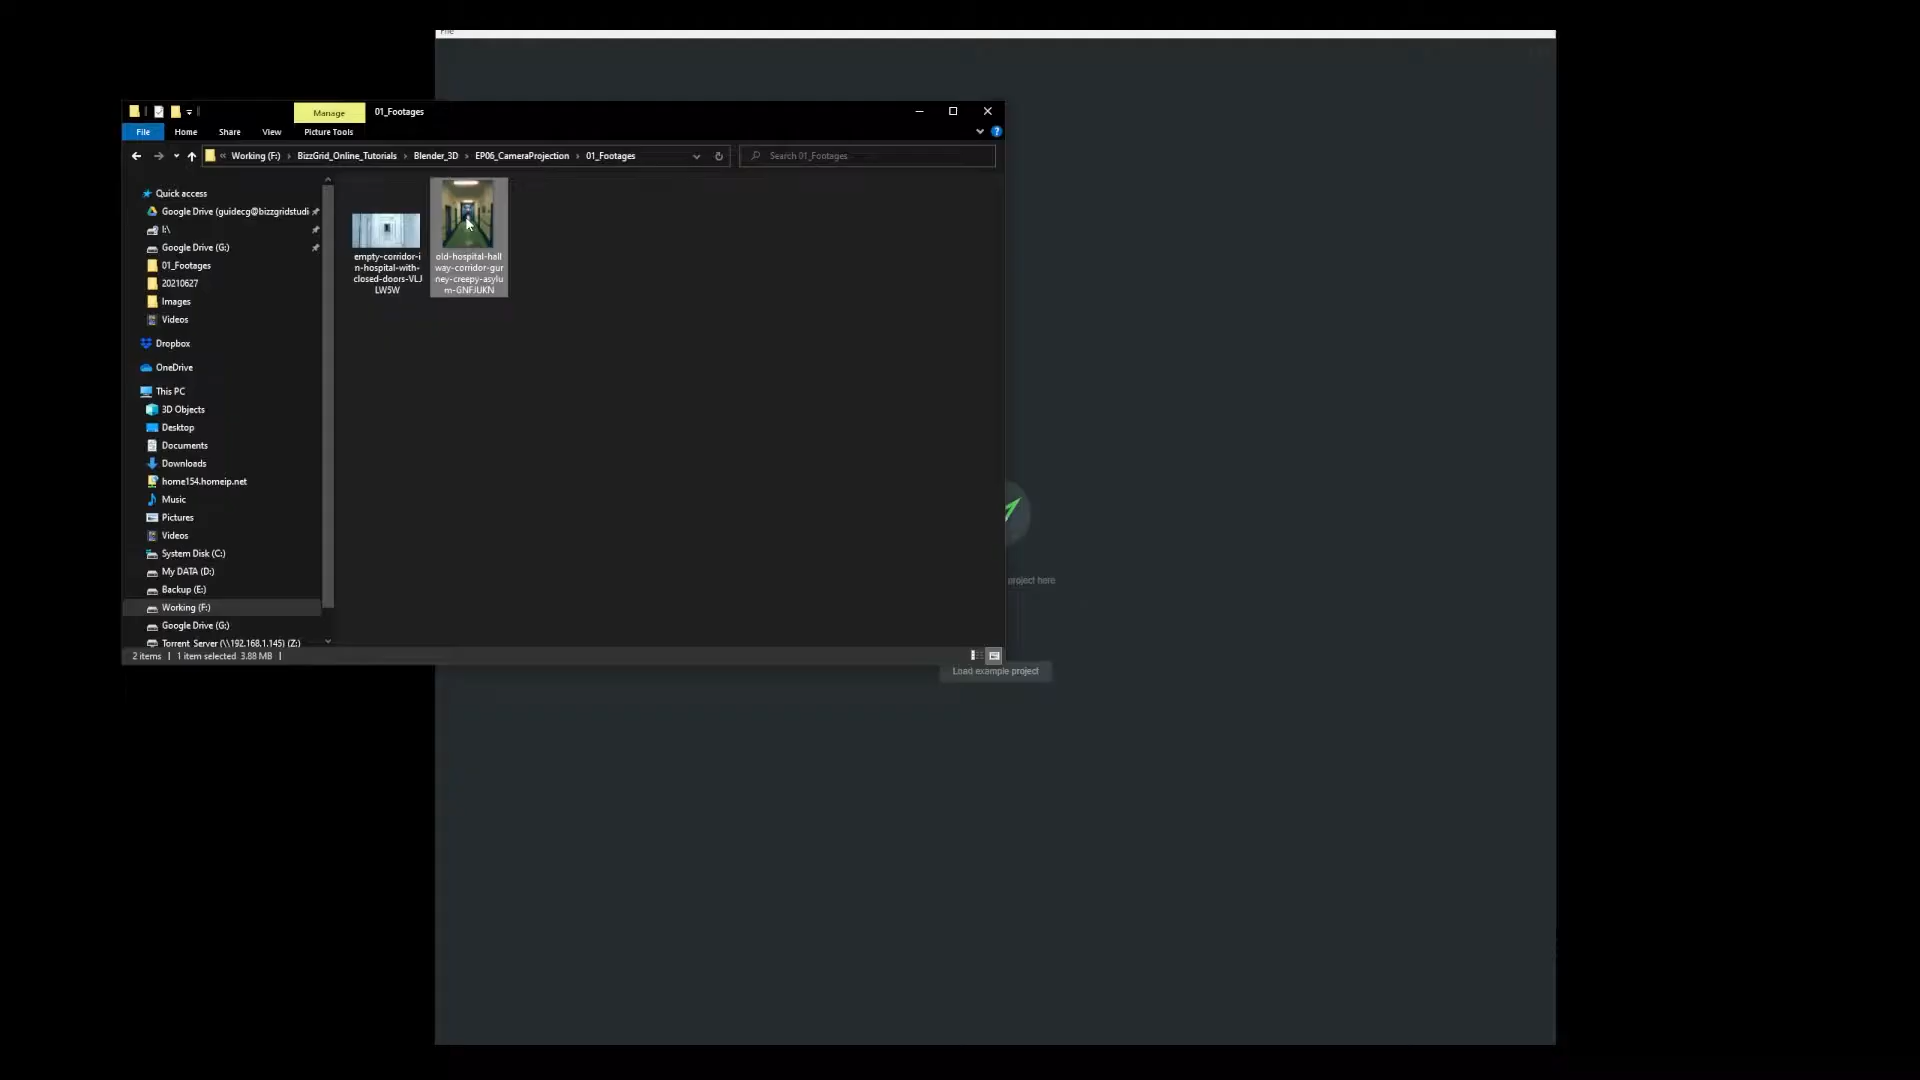 File
Manage
01_Footages
File
Home
Share
View
Picture Tools
« Working (F:) › BizzGrid_Online_Tutorials › Blender_3D › EP06_CameraProjection › 01_Footages
Search 01_Footages
Quick access
Google Drive (guidecg@bizzgridstudi
I:\
Google Drive (G:)
01_Footages
20210627
Images
Videos
Dropbox
OneDrive
This PC
3D Objects
Desktop
Documents
Downloads
home154.homeip.net
Music
Pictures
Videos
System Disk (C:)
My DATA (D:)
Backup (E:)
Working (F:)
Google Drive (G:)
Torrent_Server (\\192.168.1.145) (Z:)
empty-corridor-i
n-hospital-with-
closed-doors-VLJ
LW5W
old-hospital-hall
way-corridor-gur
ney-creepy-asylu
m-GNFJUKN
project here
Load example project
2 items
1 item selected 3.88 MB